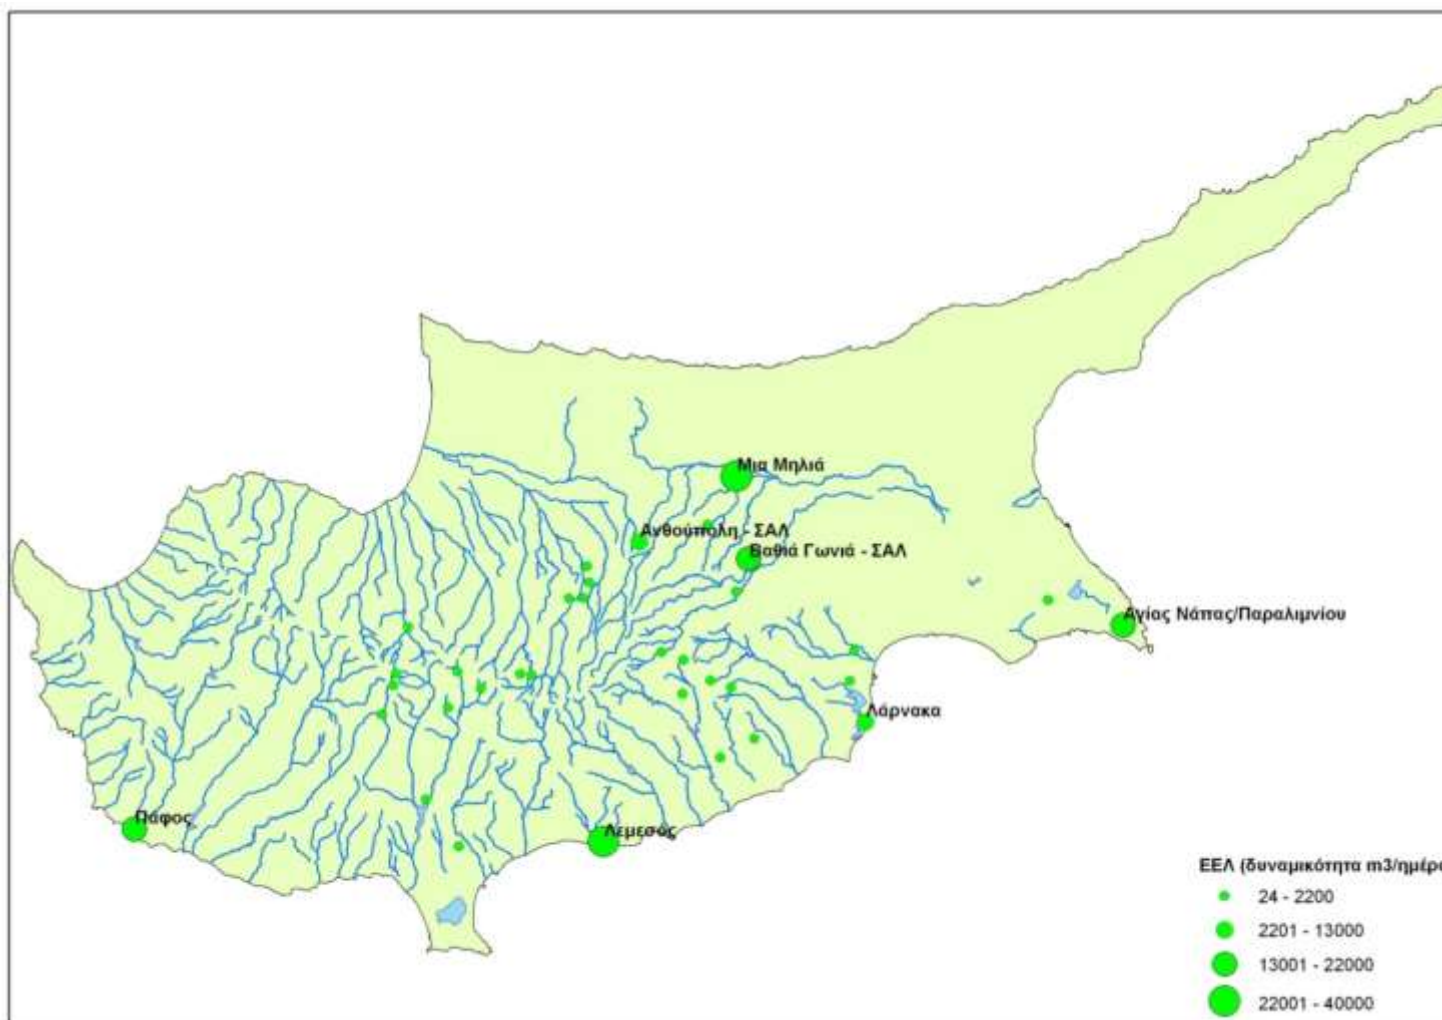 Μια Μηλιά
Ανθούπολη - ΣΑΛ
Βαθιά Γωνιά - ΣΑΛ
Αγίας Νάπας/Παραλιμνίου
Λάρνακα
Πάφος
Λεμεσός
ΕΕΛ (δυναμικότητα m3/ημέρα
24 - 2200
2201 - 13000
13001 - 22000
22001 - 40000